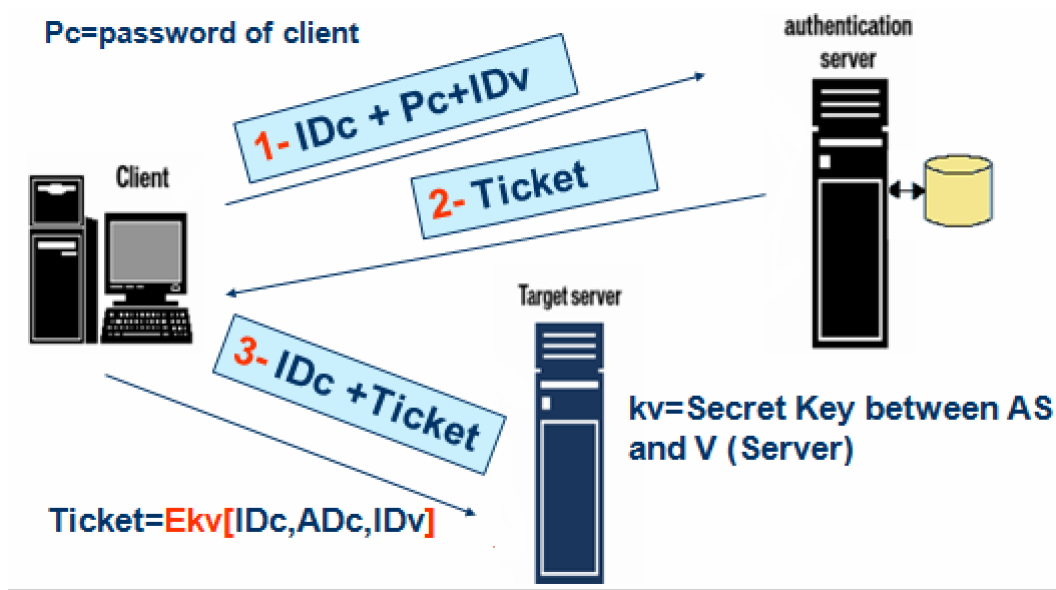 Pc=password of client
authentication
server
1- IDc + Pc+IDv
Client
2- Ticket
Target server
3- IDc +Ticket
kv=Secret Key between AS
and V (Server)
Ticket=Ekv[IDc,ADc,IDv]